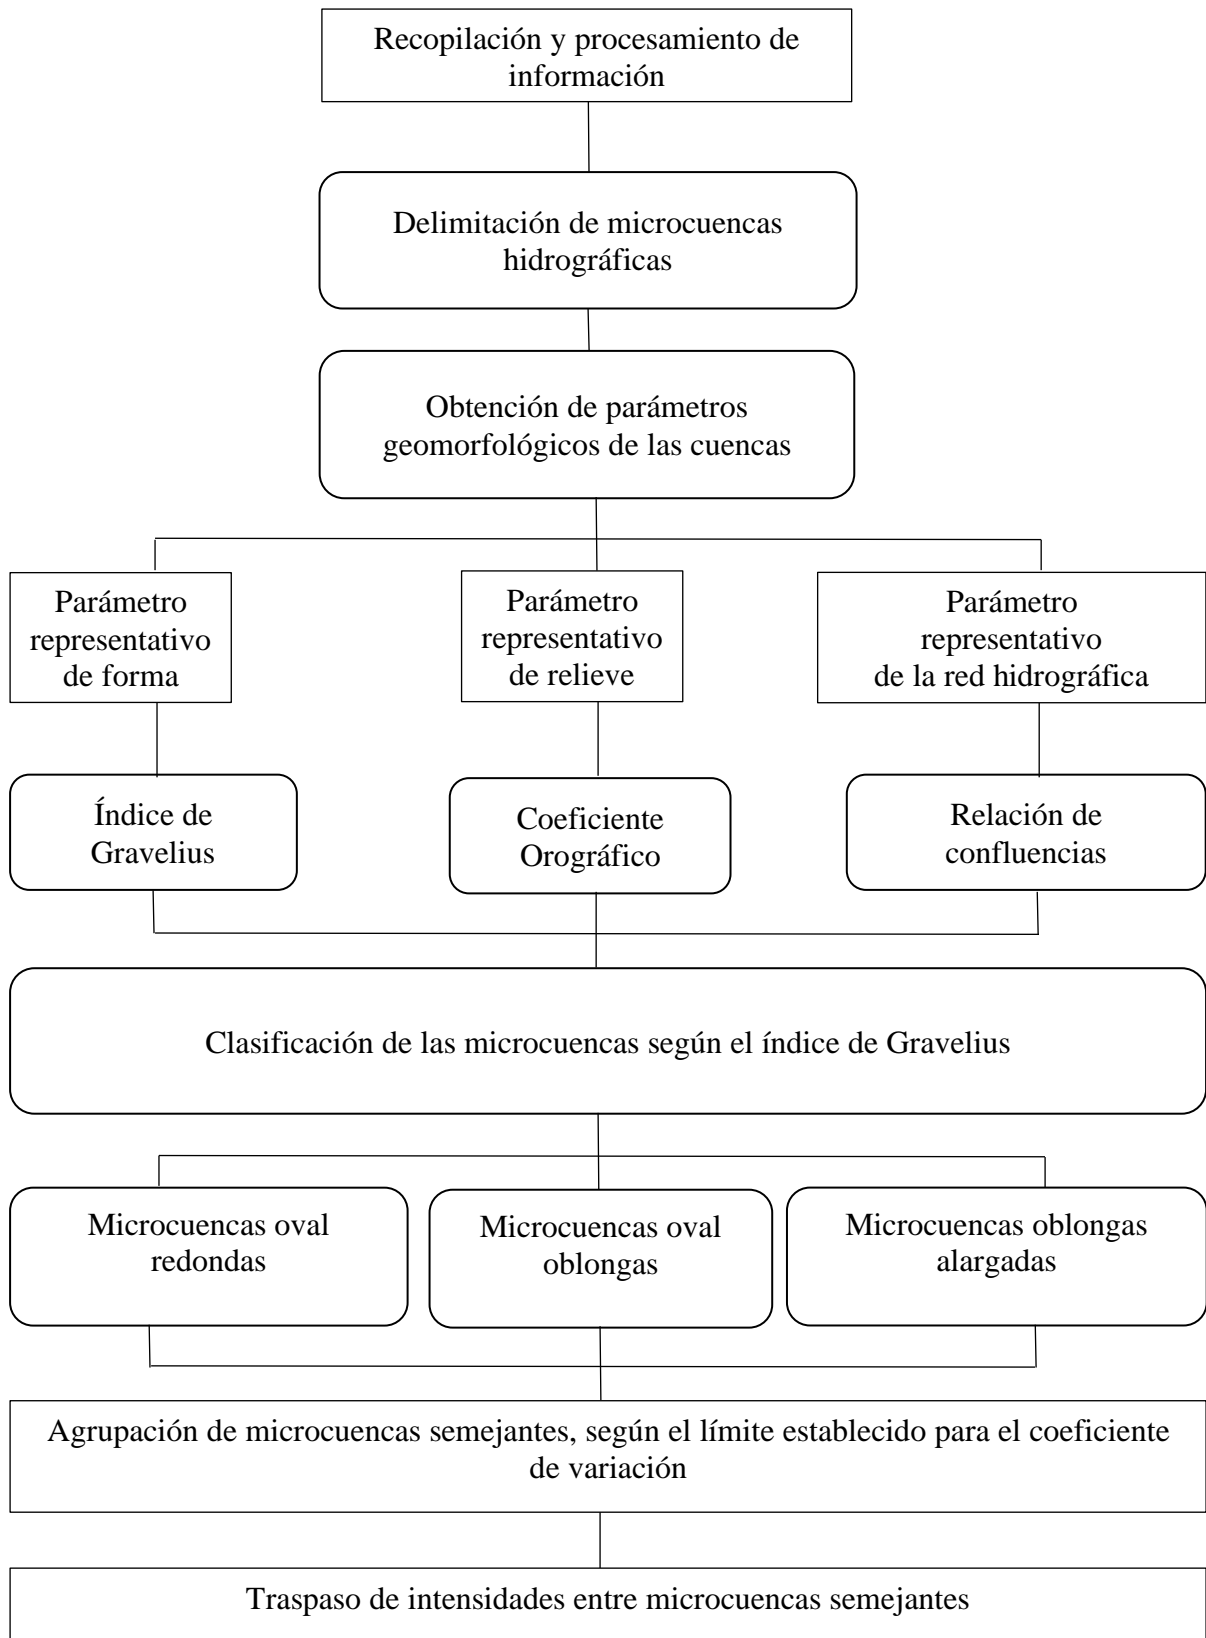 Recopilación y procesamiento de
información
Delimitación de microcuencas
hidrográficas
Obtención de parámetros
geomorfológicos de las cuencas
Parámetro
representativo
de forma
Parámetro
representativo
de relieve
Parámetro
representativo
de la red hidrográfica
Índice de
Gravelius
Coeficiente
Orográfico
Relación de
confluencias
Clasificación de las microcuencas según el índice de Gravelius
Microcuencas oval
redondas
Microcuencas oval
oblongas
Microcuencas oblongas
alargadas
Agrupación de microcuencas semejantes, según el límite establecido para el coeficiente
de variación
Traspaso de intensidades entre microcuencas semejantes